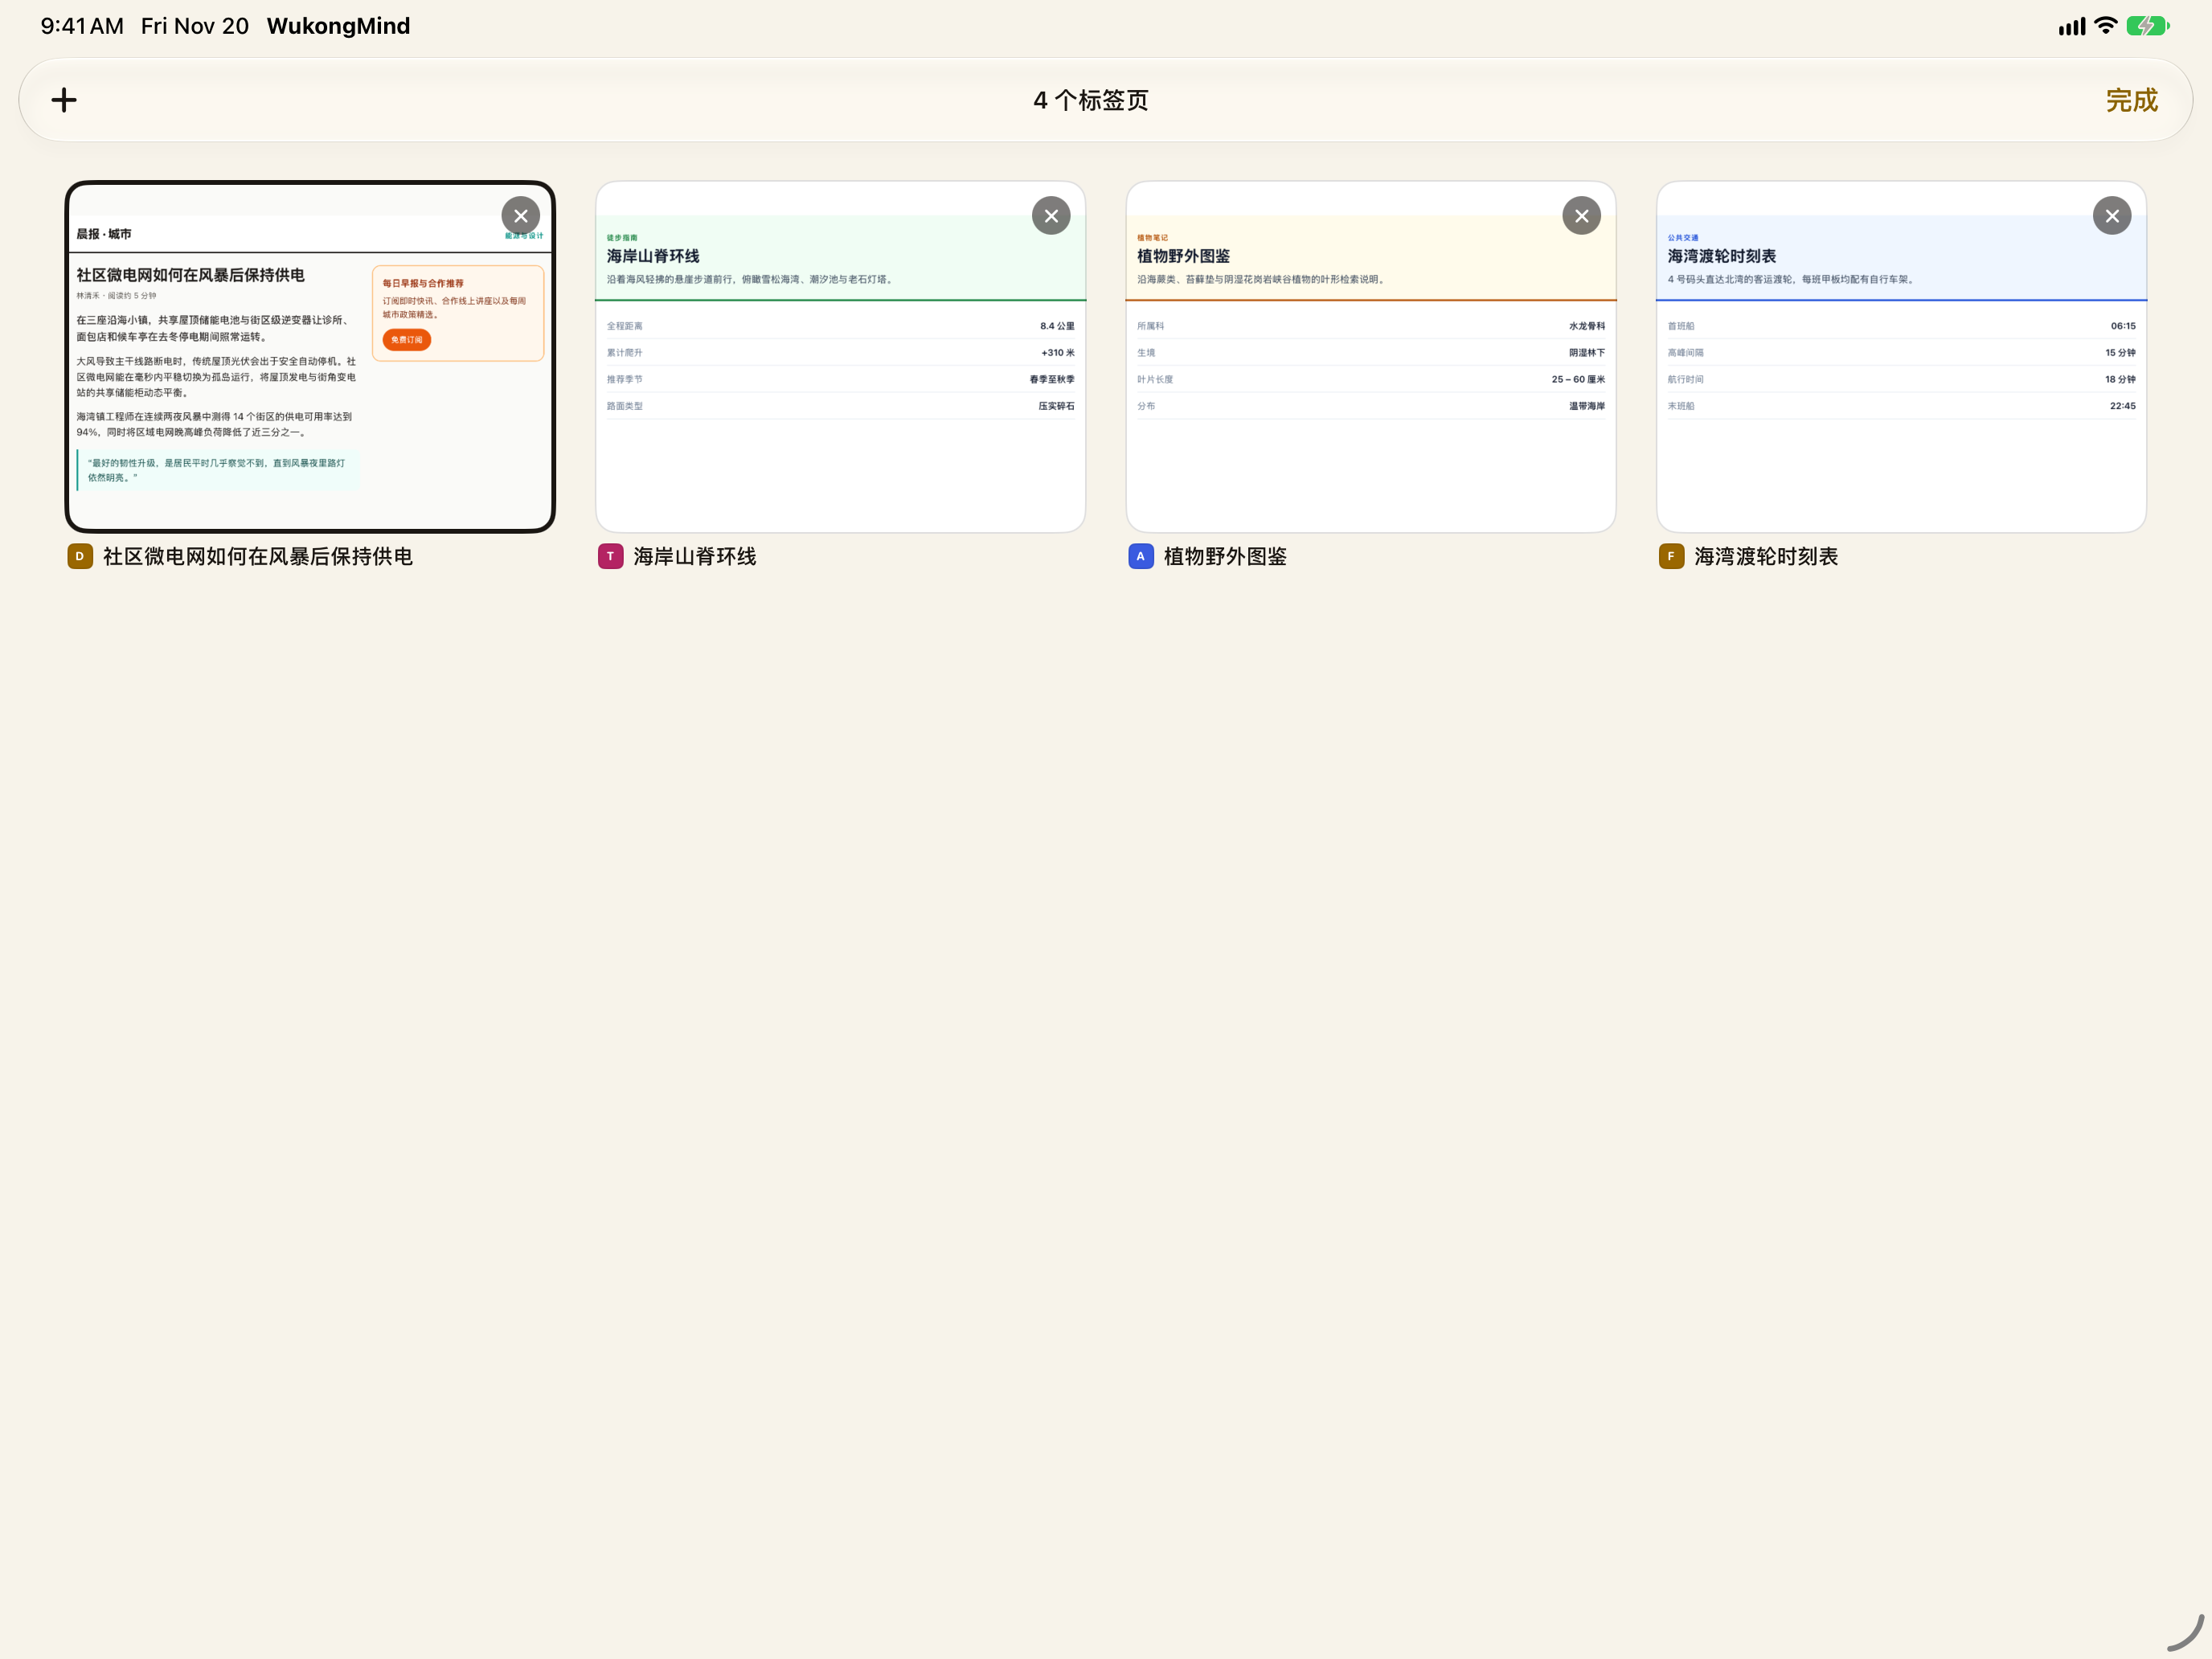 9:41 AM Fri Nov 20 WukongMind
4 个标签页
完成
晨报·城市
能源与设计
社区微电网如何在风暴后保持供电
林清禾 · 阅读约 5 分钟
在三座沿海小镇，共享屋顶储能电池与街区级逆变器让诊所、
面包店和候车亭在去冬停电期间照常运转。
大风导致主干线路断电时，传统屋顶光伏会出于安全自动停机。社
区微电网能在毫秒内平稳切换为孤岛运行，将屋顶发电与街角变电
站的共享储能柜动态平衡。
海湾镇工程师在连续两夜风暴中测得 14 个街区的供电可用率达到
94%，同时将区域电网晚高峰负荷降低了近三分之一。
“最好的韧性升级，是居民平时几乎察觉不到，直到风暴夜里路灯
依然明亮。”
每日早报与合作推荐
订阅即时快讯、合作线上讲座以及每周
城市政策精选。
免费订阅
D 社区微电网如何在风暴后保持供电
徒步指南
海岸山脊环线
沿着海风轻拂的悬崖步道前行，俯瞰雪松海湾、潮汐池与老石灯塔。
全程距离 8.4 公里
累计爬升 +310 米
推荐季节 春季至秋季
路面类型 压实碎石
T 海岸山脊环线
植物笔记
植物野外图鉴
沿海蕨类、苔藓垫与阴湿花岗岩峡谷植物的叶形检索说明。
所属科 水龙骨科
生境 阴湿林下
叶片长度 25 – 60 厘米
分布 温带海岸
A 植物野外图鉴
公共交通
海湾渡轮时刻表
4 号码头直达北湾的客运渡轮，每班甲板均配有自行车架。
首班船 06:15
高峰间隔 15 分钟
航行时间 18 分钟
末班船 22:45
F 海湾渡轮时刻表